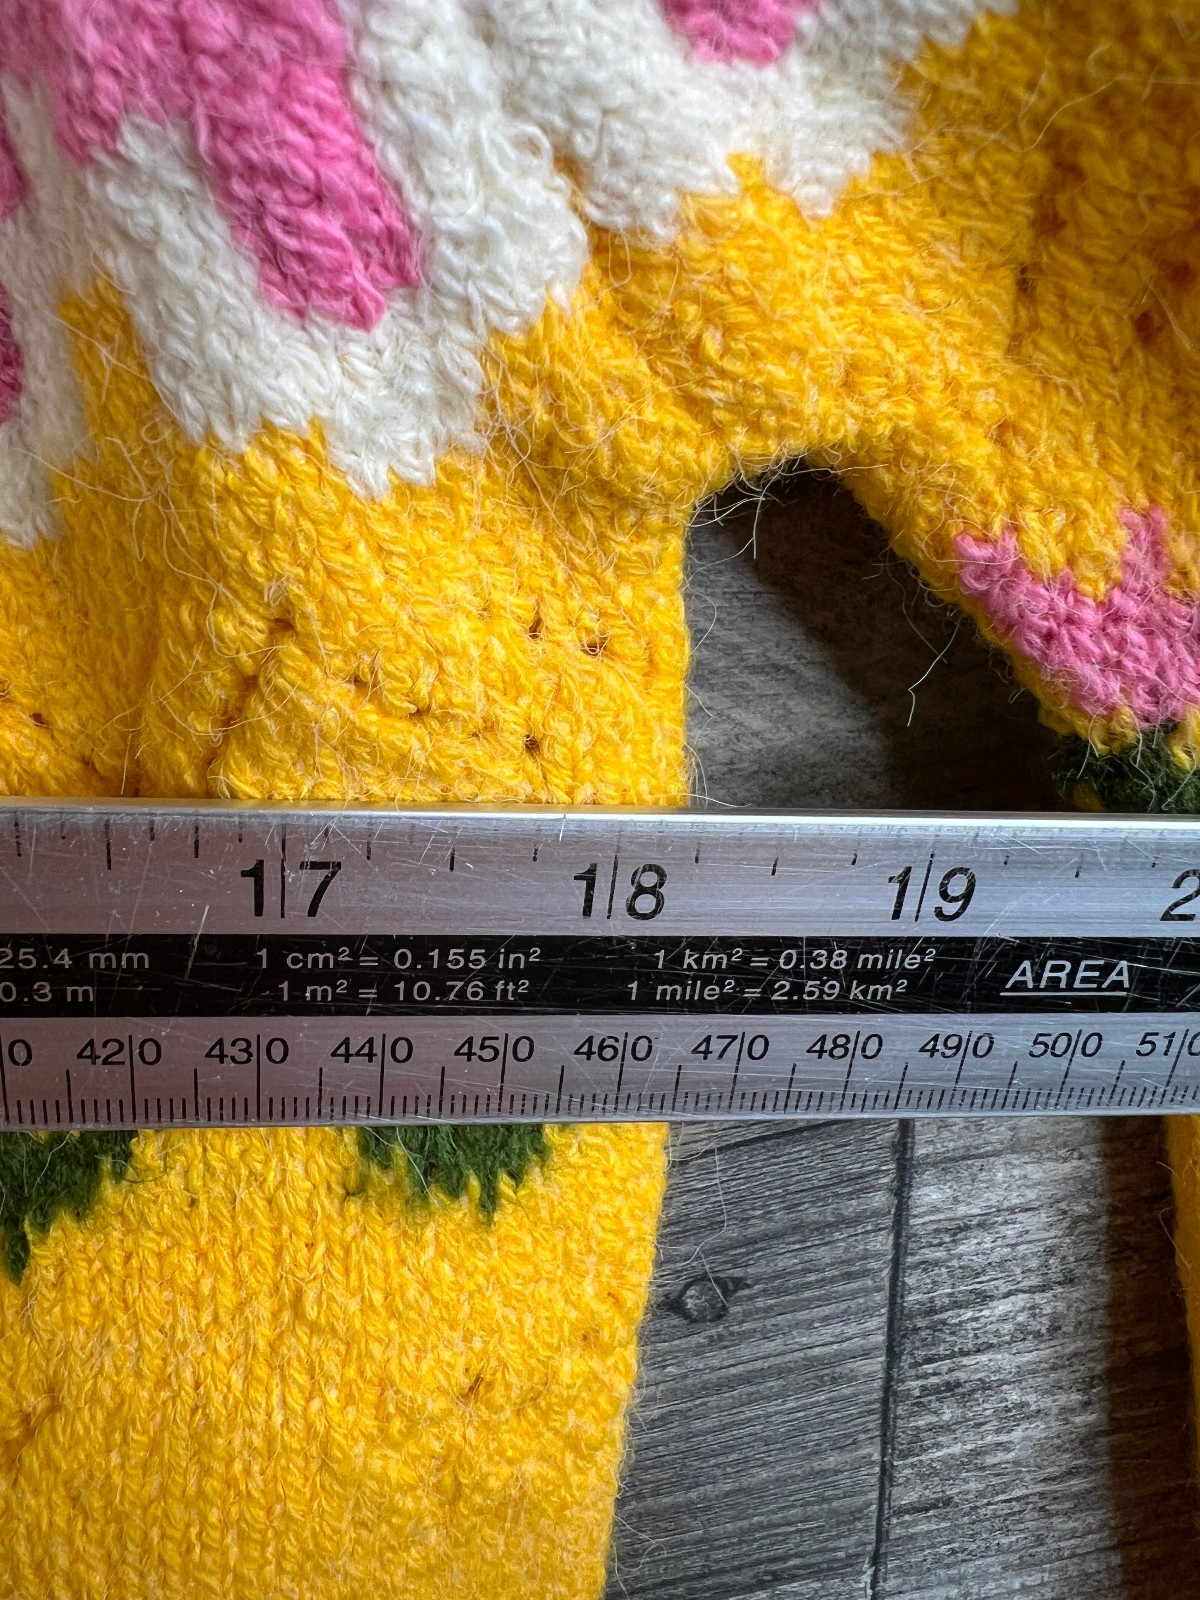 17 18 19 2
25.4 mm 1 cm² = 0.155 in² 1 km² = 0.38 mile² AREA
0.3 m 1 m² = 10.76 ft² 1 mile² = 2.59 km²
0 420 430 440 450 460 470 480 490 500 510